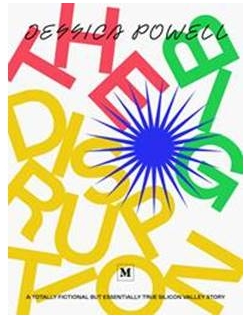 JESSICA POWELL
THE
BIG
DISRUPTION
M
A TOTALLY FICTIONAL BUT ESSENTIALLY TRUE SILICON VALLEY STORY